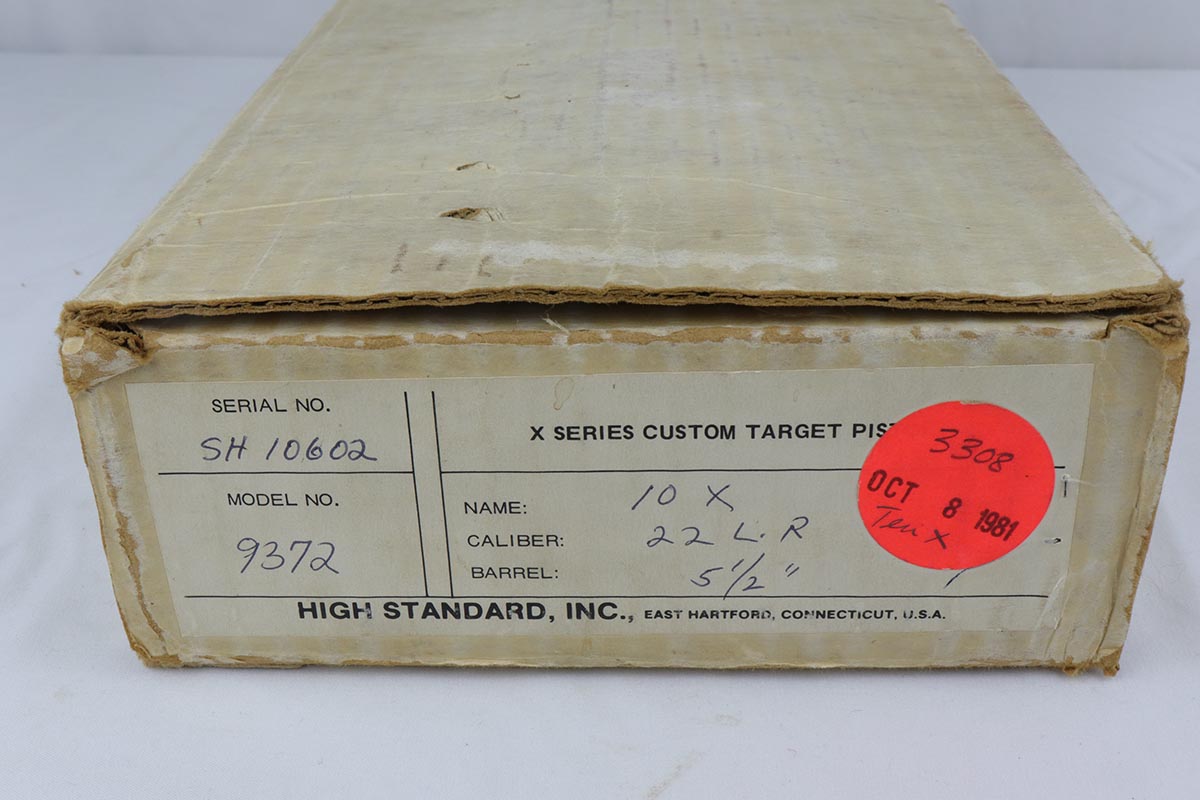 SERIAL NO.
SH 10602
MODEL NO.
9372
X SERIES CUSTOM TARGET
NAME: 10 X
CALIBER: 22 L.R
BARREL: 5 1/2"
HIGH STANDARD, INC., EAST HARTFORD, CONNECTICUT, U.S.A.
3308
OCT 8 1981
Ten X